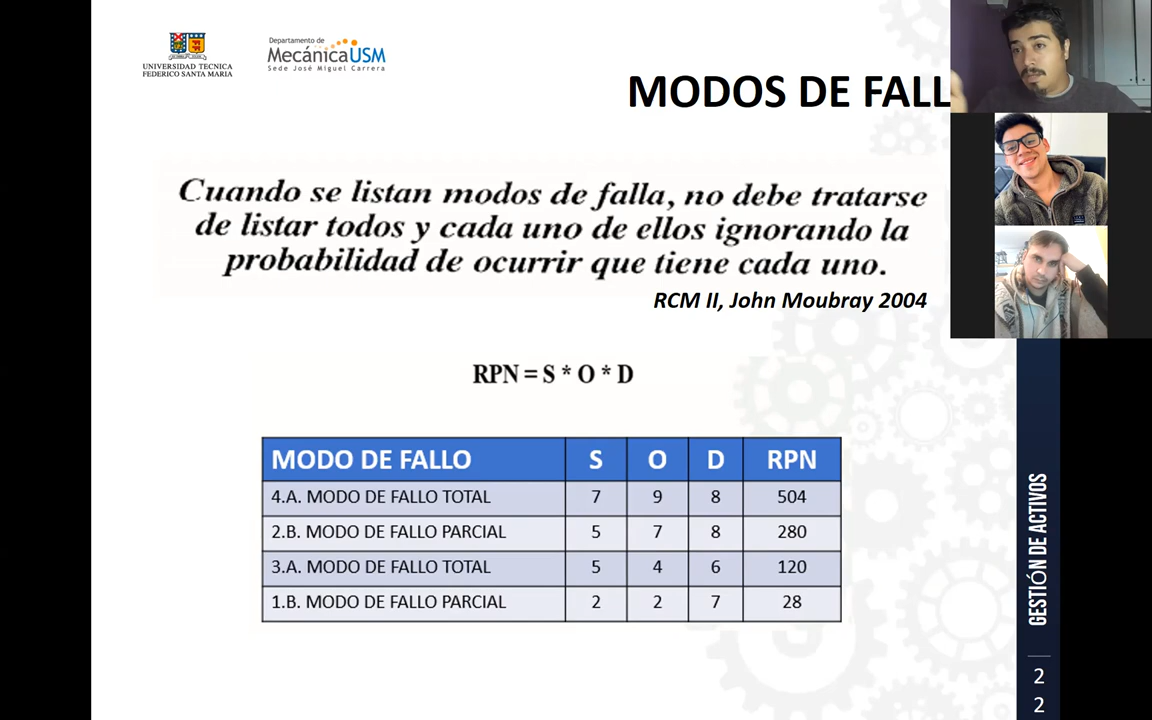 UNIVERSIDAD TECNICA
FEDERICO SANTA MARIA
Departamento de
MecánicaUSM
Sede José Miguel Carrera
MODOS DE FALL
Cuando se listan modos de falla, no debe tratarse
de listar todos y cada uno de ellos ignorando la
probabilidad de ocurrir que tiene cada uno.
RCM II, John Moubray 2004
RPN = S * O * D
MODO DE FALLO S O D RPN
4.A. MODO DE FALLO TOTAL 7 9 8 504
2.B. MODO DE FALLO PARCIAL 5 7 8 280
3.A. MODO DE FALLO TOTAL 5 4 6 120
1.B. MODO DE FALLO PARCIAL 2 2 7 28
GESTIÓN DE ACTIVOS
2
2